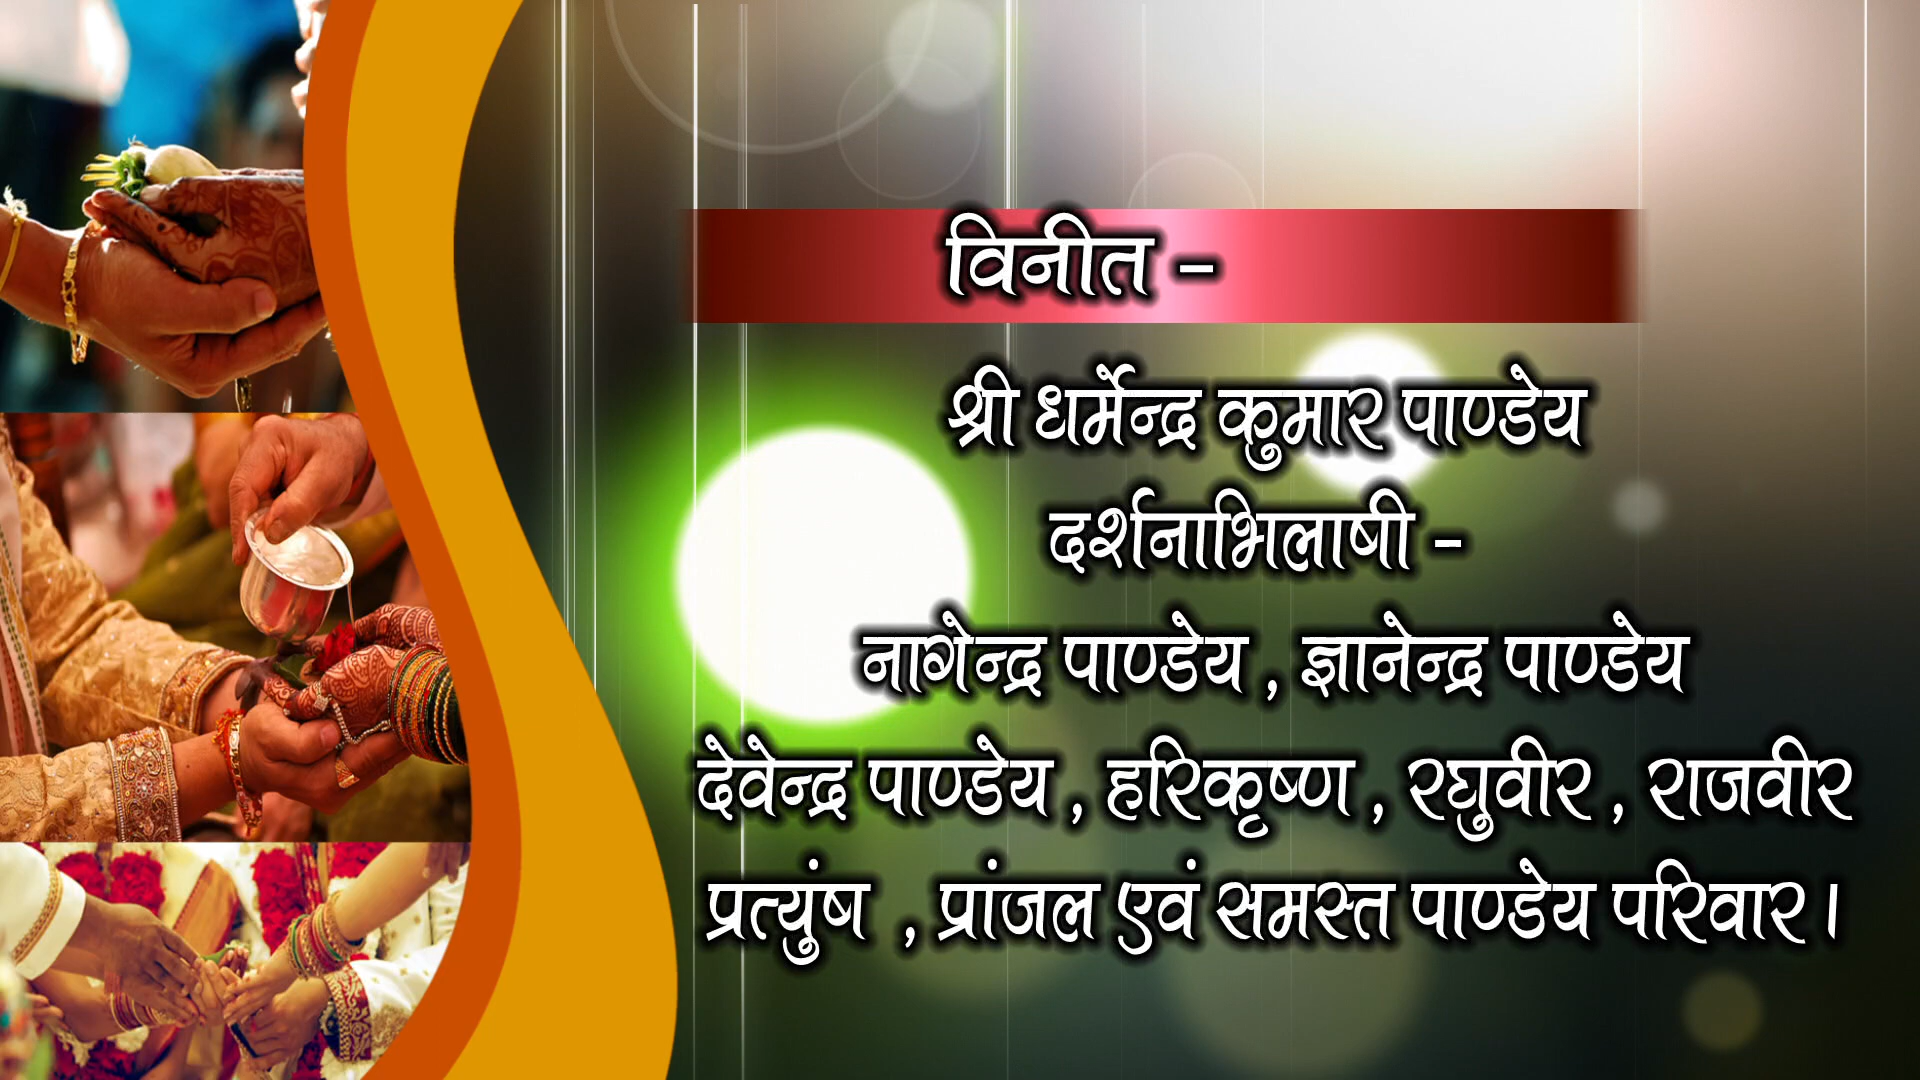 विनीत -
श्री धर्मेन्द्र कुमार पाण्डेय
दर्शनाभिलाषी -
नागेन्द्र पाण्डेय , ज्ञानेन्द्र पाण्डेय
देवेन्द्र पाण्डेय , हरिकृष्ण , रघुवीर , राजवीर
प्रत्युंष , प्रांजल एवं समस्त पाण्डेय परिवार ।